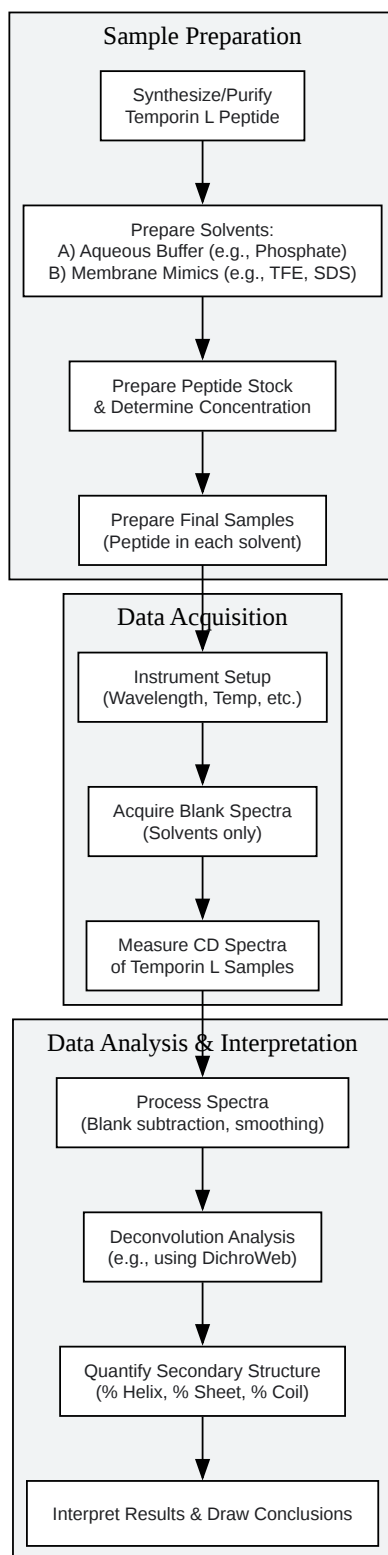 Sample Preparation
Synthesize/Purify
Temporin L Peptide
Prepare Solvents:
A) Aqueous Buffer (e.g., Phosphate)
B) Membrane Mimics (e.g., TFE, SDS)
Prepare Peptide Stock
& Determine Concentration
Prepare Final Samples
(Peptide in each solvent)
Data Acquisition
Instrument Setup
(Wavelength, Temp, etc.)
Acquire Blank Spectra
(Solvents only)
Measure CD Spectra
of Temporin L Samples
Data Analysis & Interpretation
Process Spectra
(Blank subtraction, smoothing)
Deconvolution Analysis
(e.g., using DichroWeb)
Quantify Secondary Structure
(% Helix, % Sheet, % Coil)
Interpret Results & Draw Conclusions